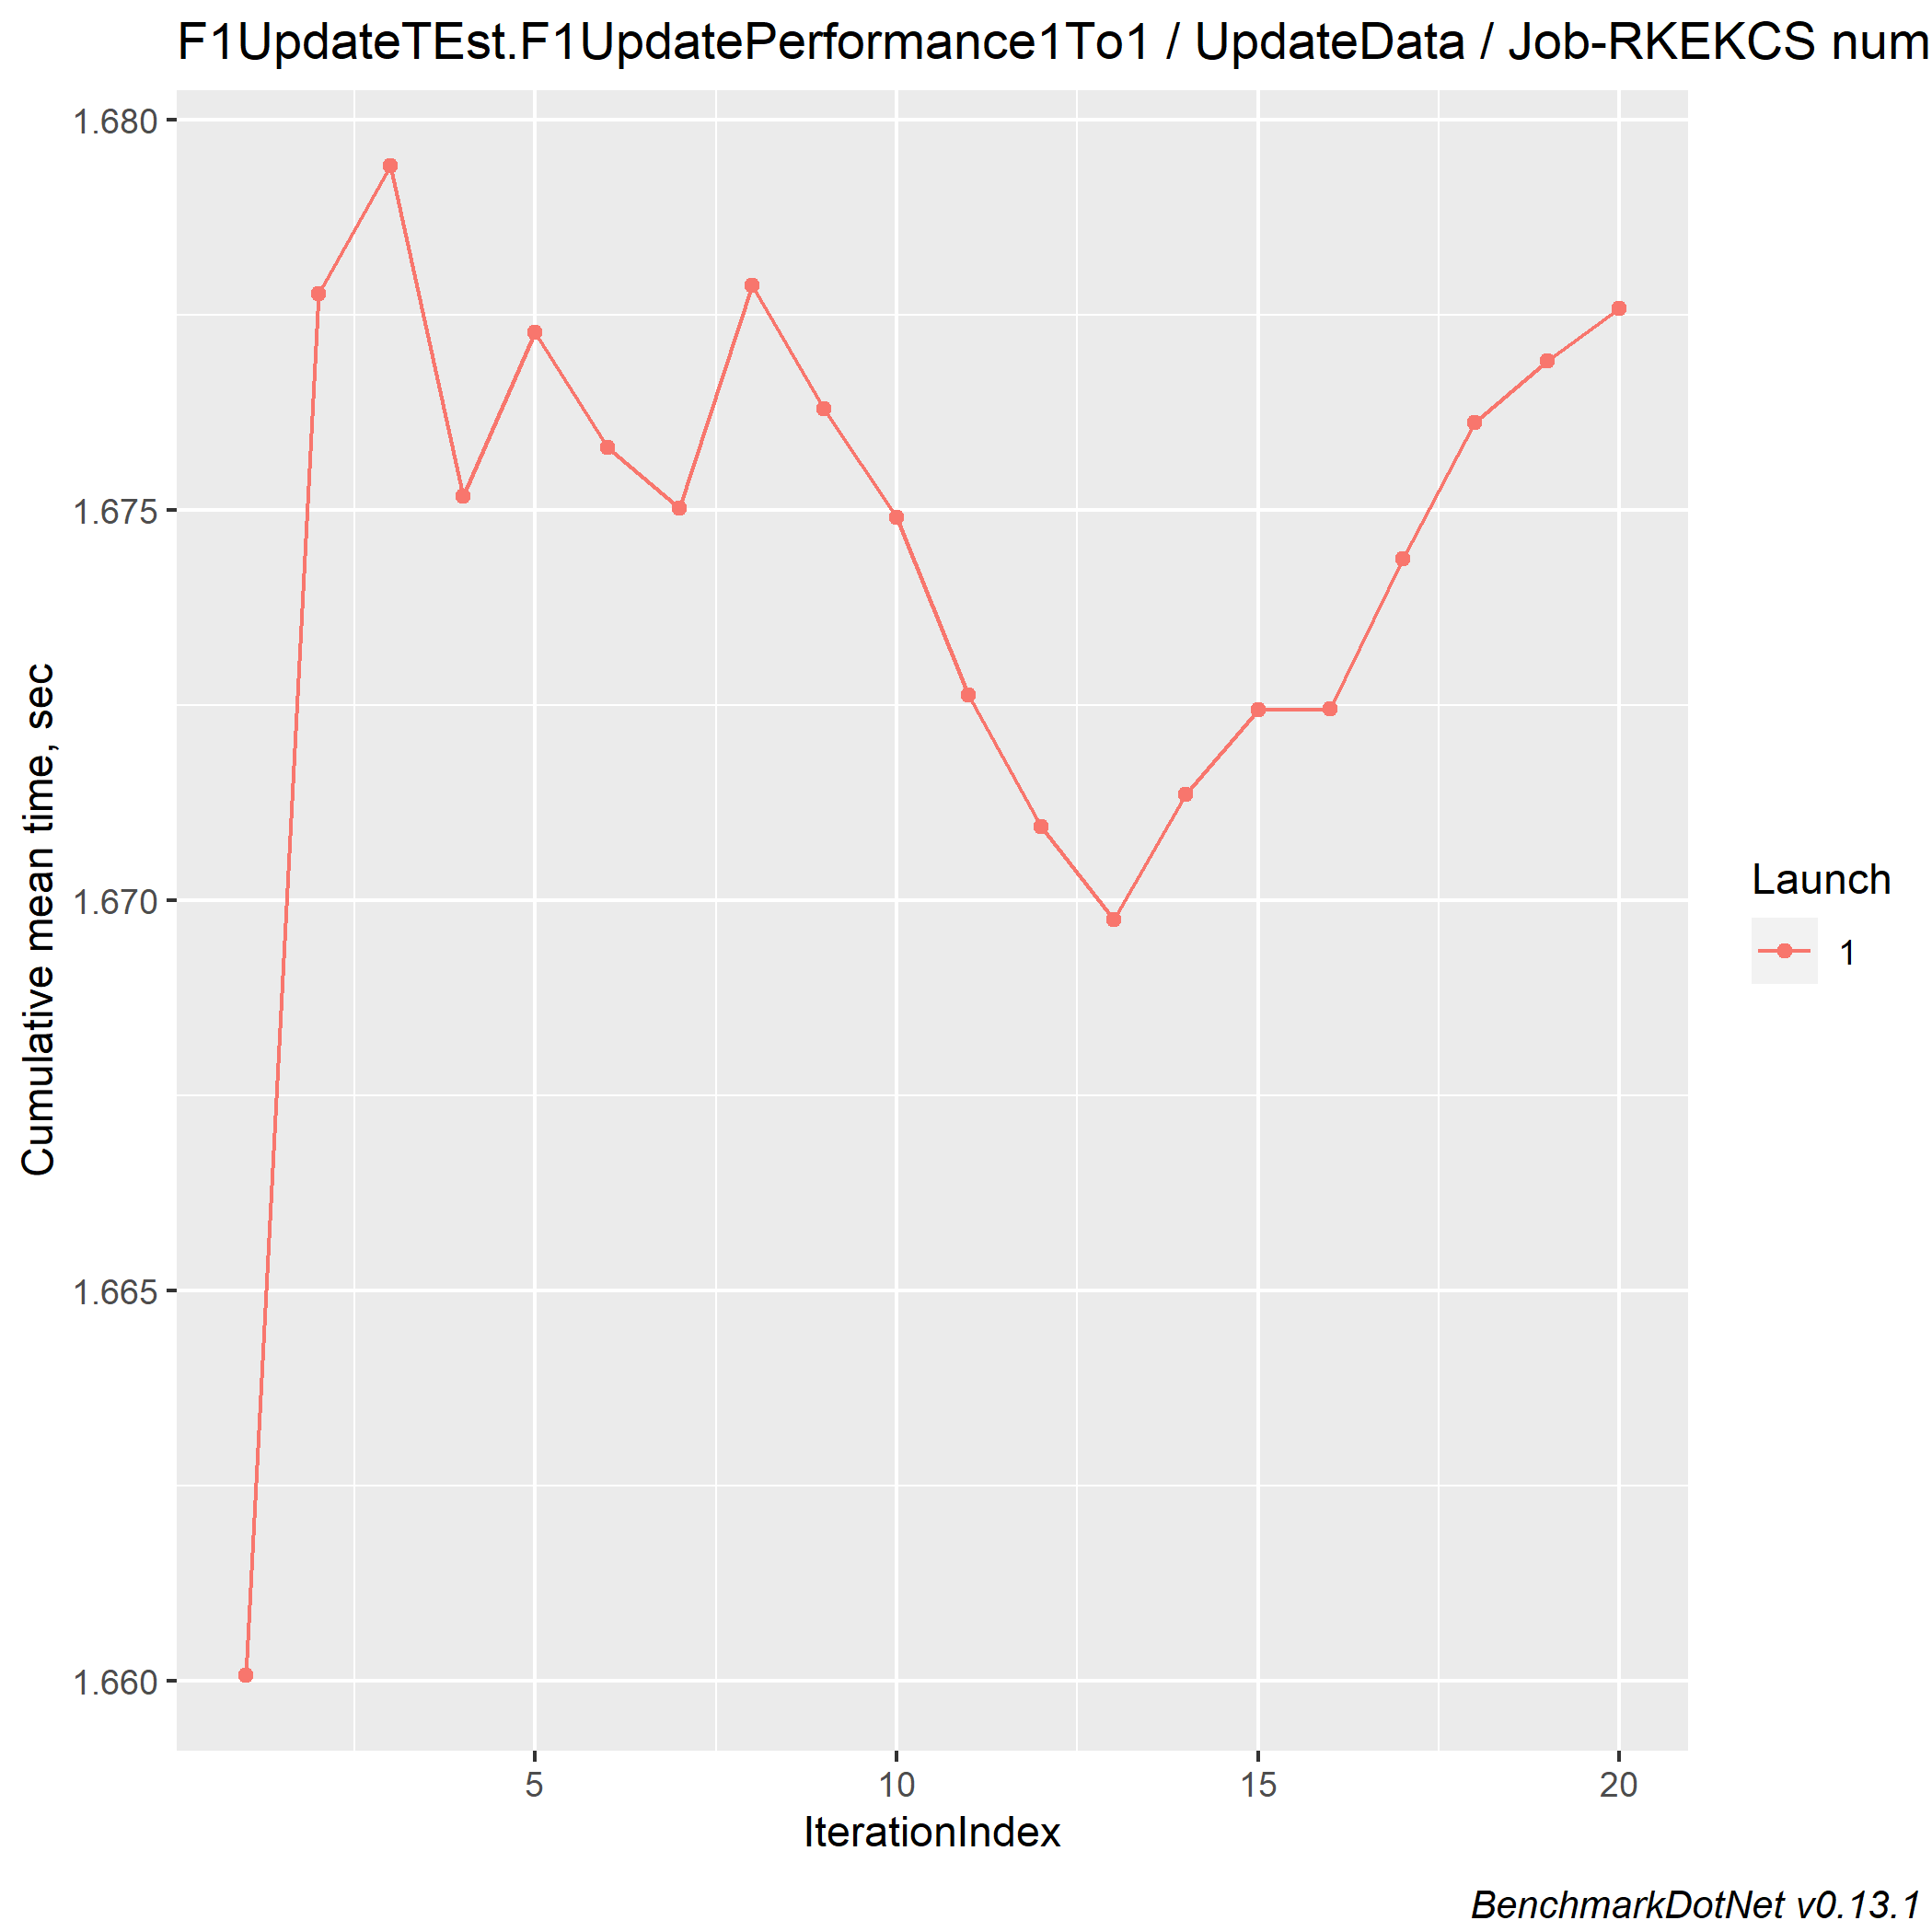 F1UpdateTEst.F1UpdatePerformance1To1 / UpdateData / Job-RKEKCS num
1.680
1.675
1.670
1.665
1.660
Cumulative mean time, sec
5 10 15 20
IterationIndex
Launch
1
BenchmarkDotNet v0.13.1